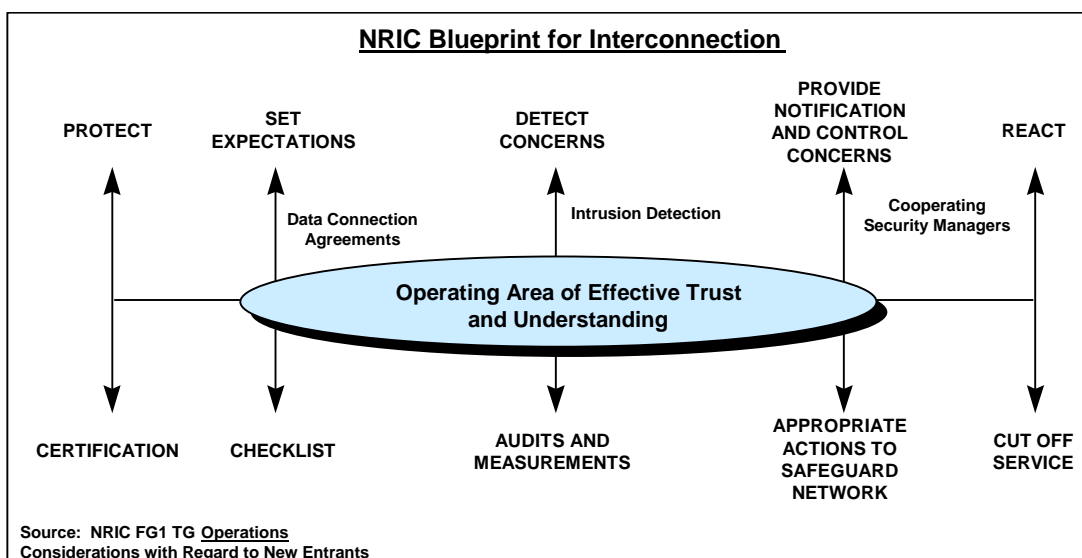 NRIC Blueprint for Interconnection
PROTECT
SET
EXPECTATIONS
DETECT
CONCERNS
PROVIDE
NOTIFICATION
AND CONTROL
CONCERNS
REACT
Data Connection
Agreements
Intrusion Detection
Cooperating
Security Managers
Operating Area of Effective Trust
and Understanding
CERTIFICATION
CHECKLIST
AUDITS AND
MEASUREMENTS
APPROPRIATE
ACTIONS TO
SAFEGUARD
NETWORK
CUT OFF
SERVICE
Source: NRIC FG1 TG Operations
Considerations with Regard to New Entrants